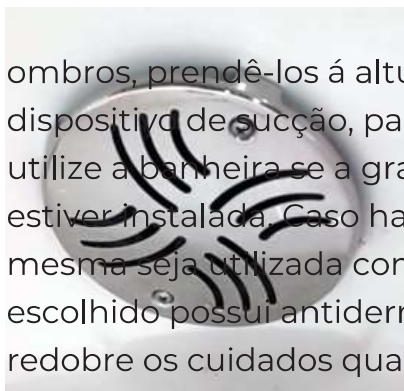 ombros, prendê-los á altu
dispositivo de sucção, pa
utilize a banheira se a gra
estiver instalada. Caso ha
mesma seja utilizada con
escolhido possui antiderr
redobre os cuidados qua